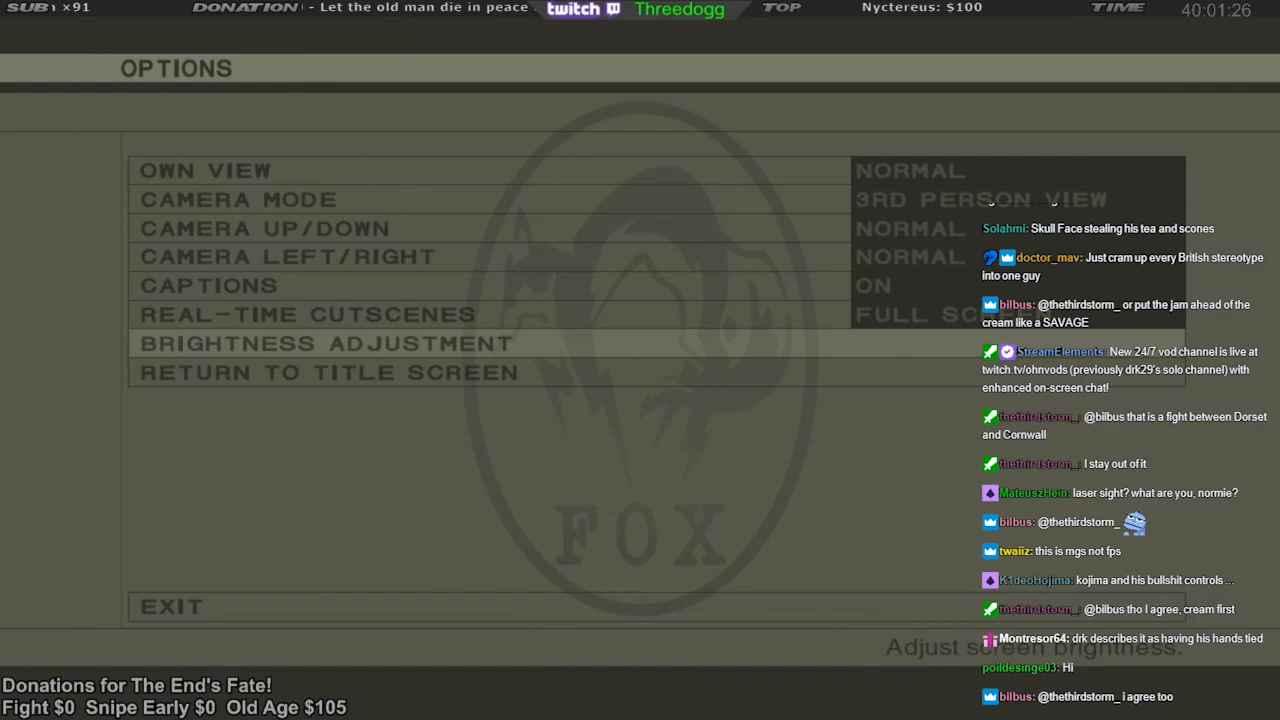 SUB! ×91 DONATION - Let the old man die in peace twitch Threedogg TOP Nyctereus: $100 TIME 40:01:26
OPTIONS
OWN VIEW NORMAL
CAMERA MODE 3RD PERSON VIEW
CAMERA UP/DOWN NORMAL
CAMERA LEFT/RIGHT NORMAL
CAPTIONS ON
REAL-TIME CUTSCENES FULL SCREEN
BRIGHTNESS ADJUSTMENT
RETURN TO TITLE SCREEN
FOX
EXIT
Adjust screen brightness.
Solahmi: Skull Face stealing his tea and scones
doctor_mav: Just cram up every British stereotype
into one guy
bilbus: @thethirdstorm_ or put the jam ahead of the
cream like a SAVAGE
StreamElements: New 24/7 vod channel is live at
twitch.tv/ohnvods (previously drk29's solo channel) with
enhanced on-screen chat!
thethirdstorm_: @bilbus that is a fight between Dorset
and Cornwall
thethirdstorm_: I stay out of it
MateuszHein: laser sight? what are you, normie?
bilbus: @thethirdstorm_
twaiiz: this is mgs not fps
K1deoHojima: kojima and his bullshit controls ...
thethirdstorm_: @bilbus tho I agree, cream first
Montresor64: drk describes it as having his hands tied
poildesinge03: Hi
bilbus: @thethirdstorm_ i agree too
Donations for The End's Fate!
Fight $0 Snipe Early $0 Old Age $105